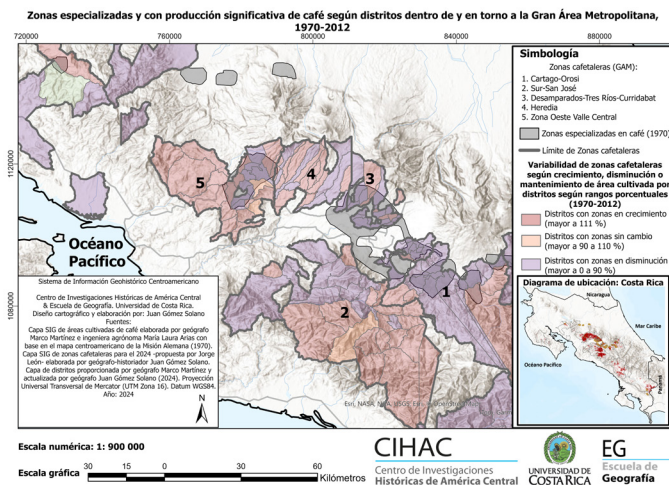 Zonas especializadas y con producción significativa de café según distritos dentro de y en torno a la Gran Área Metropolitana,
1970-2012
720000
760000
800000
840000
880000
1120000
1080000
5
4
3
2
1
Océano
Pacífico
Simbología
Zonas cafetaleras (GAM):
1. Cartago-Orosi
2. Sur-San José
3. Desamparados-Tres Ríos-Curridabat
4. Heredia
5. Zona Oeste Valle Central
Zonas especializadas en café (1970)
Límite de Zonas cafetaleras
Variabilidad de zonas cafetaleras
según crecimiento, disminución o
mantenimiento de área cultivada por
distritos según rangos porcentuales
(1970-2012)
Distritos con zonas en crecimiento
(mayor a 111 %)
Distritos con zonas sin cambio
(mayor a 90 a 110 %)
Distritos con zonas en disminución
(mayor a 0 a 90 %)
Diagrama de ubicación: Costa Rica
Nicaragua
Mar Caribe
Océano Pacífico
Panamá
Sistema de Información Geohistórico Centroamericano
Centro de Investigaciones Históricas de América Central
& Escuela de Geografía. Universidad de Costa Rica.
Diseño cartográfico y elaboración por: Juan Gómez Solano
Fuentes:
Capa SIG de áreas cultivadas de café elaborada por geógrafo
Marco Martínez e ingeniera agrónoma María Laura Arias con
base en el mapa centroamericano de la Misión Alemana (1970).
Capa SIG de zonas cafetaleras para el 2024 -propuesta por Jorge
León- elaborada por geógrafo-historiador Juan Gómez Solano.
Capa de distritos proporcionada por geógrafo Marco Martínez y
actualizada por geógrafo Juan Gómez Solano (2024). Proyección
Universal Transversal de Mercator (UTM Zona 16). Datum WGS84.
Año: 2024
N
Esri, NASA, NGA, USGS, Esri,
Escala numérica: 1: 900 000
Escala gráfica
30 15 0 30 60
Kilómetros
CIHAC
Centro de Investigaciones
Históricas de América Central
UNIVERSIDAD DE
COSTA RICA
EG
Escuela de
Geografía